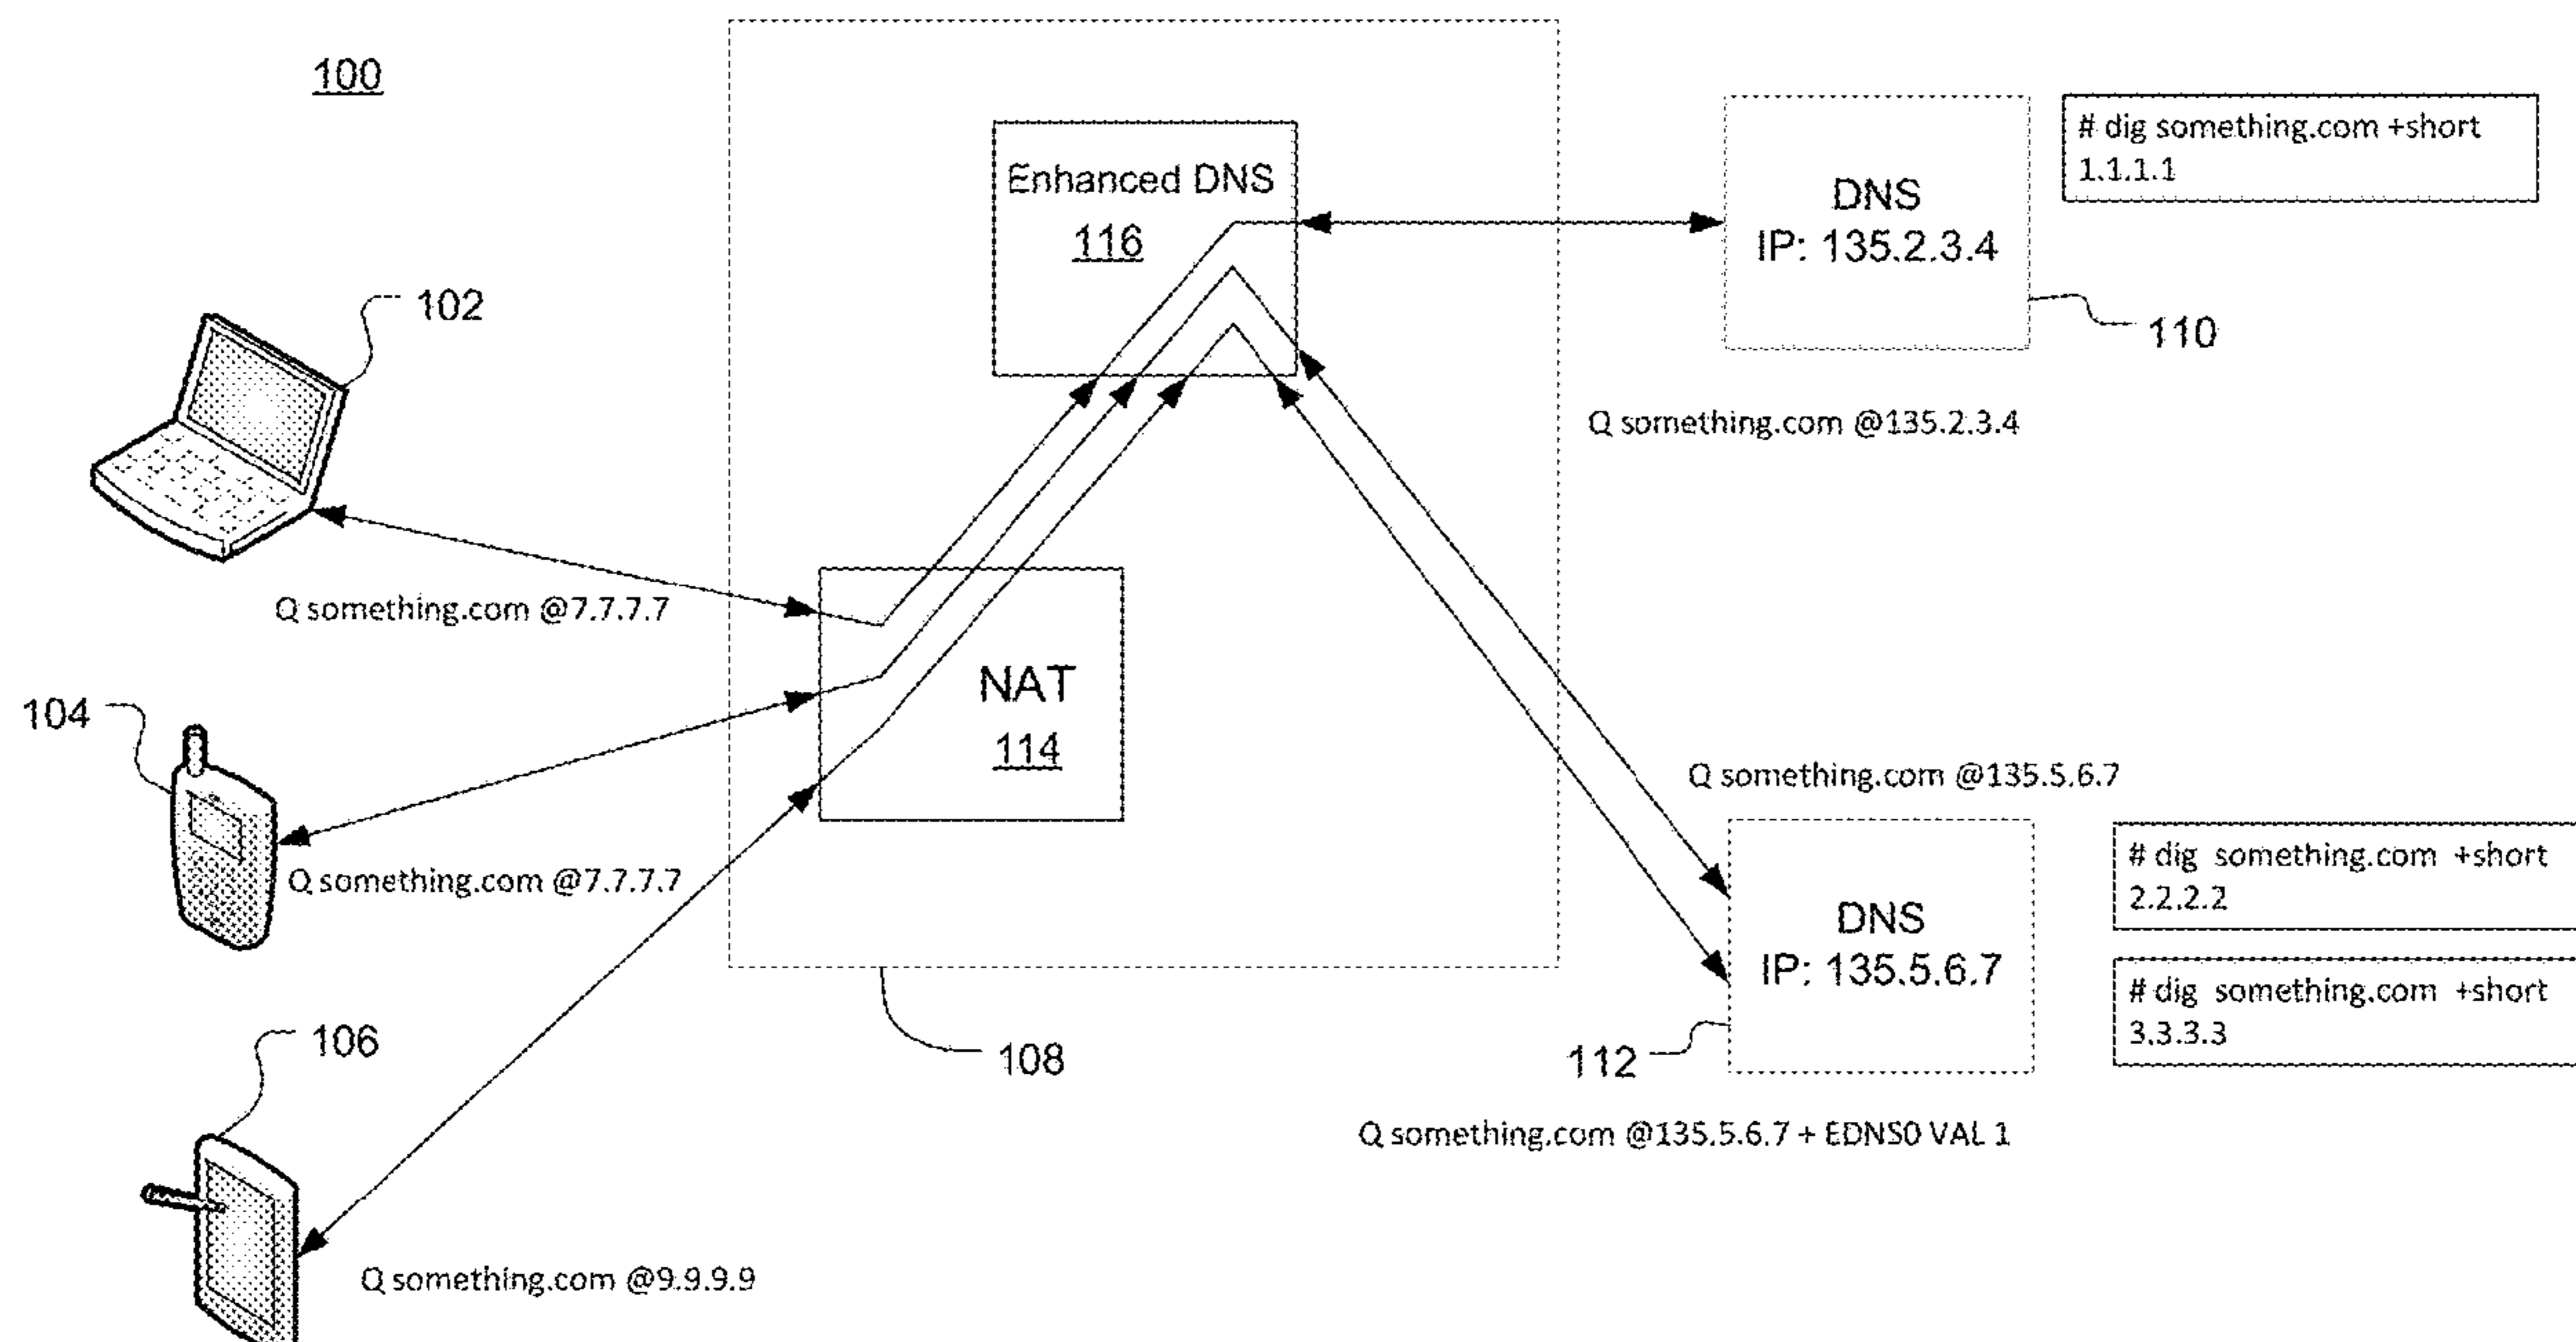 100
Enhanced DNS
116
DNS
IP: 135.2.3.4
# dig something.com +short
1.1.1.1
110
102
Q something.com @135.2.3.4
Q something.com @7.7.7.7
NAT
114
104
Q something.com @7.7.7.7
Q something.com @135.5.6.7
DNS
IP: 135.5.6.7
# dig something.com +short
2.2.2.2
# dig something.com +short
3.3.3.3
106
108
112
Q something.com @135.5.6.7 + EDNS0 VAL 1
Q something.com @9.9.9.9